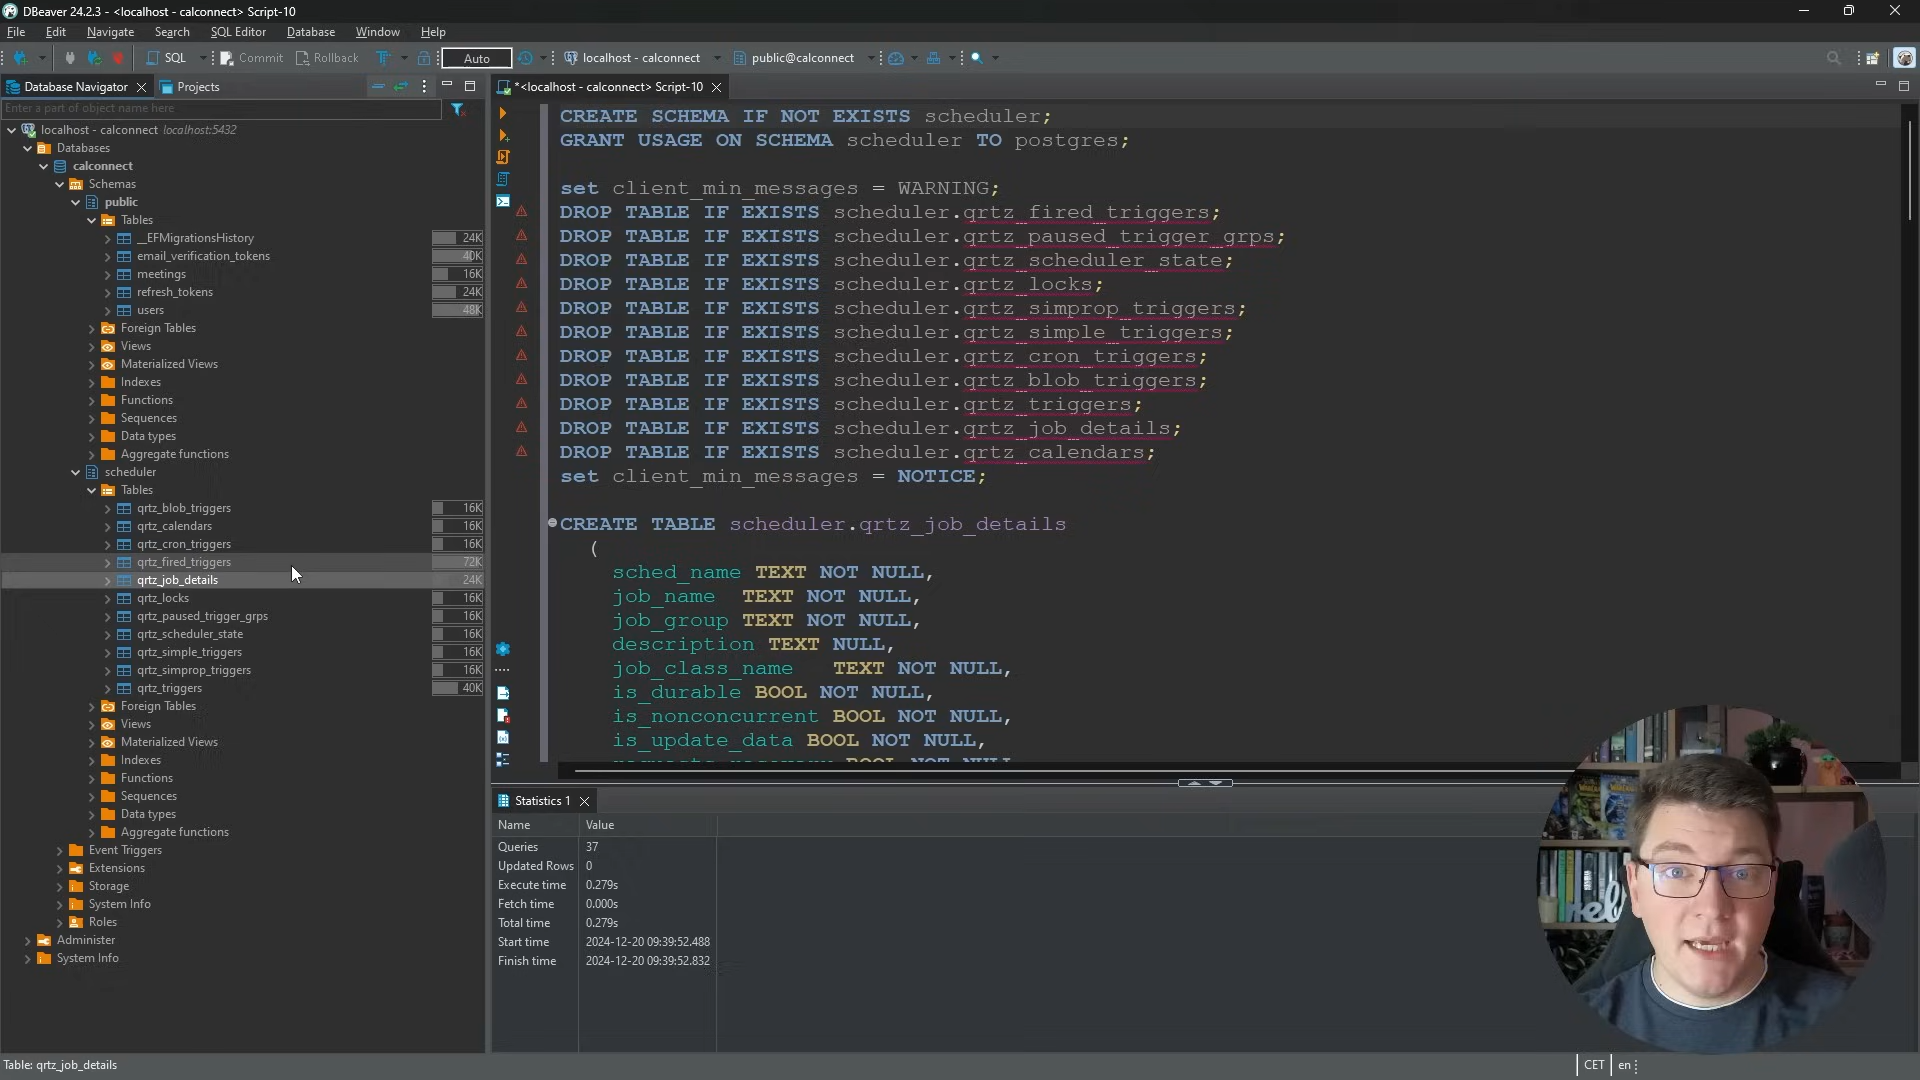 DBeaver 24.2.3 - <localhost - calconnect> Script-10
File Edit Navigate Search SQL Editor Database Window Help
SQL Commit Rollback Auto localhost - calconnect public@calconnect
Database Navigator Projects
Enter a part of object name here
localhost - calconnect localhost:5432
Databases
calconnect
Schemas
public
Tables
__EFMigrationsHistory 24K
email_verification_tokens 40K
meetings 16K
refresh_tokens 24K
users 48K
Foreign Tables
Views
Materialized Views
Indexes
Functions
Sequences
Data types
Aggregate functions
scheduler
Tables
qrtz_blob_triggers 16K
qrtz_calendars 16K
qrtz_cron_triggers 16K
qrtz_fired_triggers 72K
qrtz_job_details 24K
qrtz_locks 16K
qrtz_paused_trigger_grps 16K
qrtz_scheduler_state 16K
qrtz_simple_triggers 16K
qrtz_simprop_triggers 16K
qrtz_triggers 40K
Foreign Tables
Views
Materialized Views
Indexes
Functions
Sequences
Data types
Aggregate functions
Event Triggers
Extensions
Storage
System Info
Roles
Administer
System Info
*<localhost - calconnect> Script-10
CREATE SCHEMA IF NOT EXISTS scheduler;
GRANT USAGE ON SCHEMA scheduler TO postgres;
set client_min_messages = WARNING;
DROP TABLE IF EXISTS scheduler.qrtz_fired_triggers;
DROP TABLE IF EXISTS scheduler.qrtz_paused_trigger_grps;
DROP TABLE IF EXISTS scheduler.qrtz_scheduler_state;
DROP TABLE IF EXISTS scheduler.qrtz_locks;
DROP TABLE IF EXISTS scheduler.qrtz_simprop_triggers;
DROP TABLE IF EXISTS scheduler.qrtz_simple_triggers;
DROP TABLE IF EXISTS scheduler.qrtz_cron_triggers;
DROP TABLE IF EXISTS scheduler.qrtz_blob_triggers;
DROP TABLE IF EXISTS scheduler.qrtz_triggers;
DROP TABLE IF EXISTS scheduler.qrtz_job_details;
DROP TABLE IF EXISTS scheduler.qrtz_calendars;
set client_min_messages = NOTICE;
CREATE TABLE scheduler.qrtz_job_details
(
sched_name TEXT NOT NULL,
job_name TEXT NOT NULL,
job_group TEXT NOT NULL,
description TEXT NULL,
job_class_name TEXT NOT NULL,
is_durable BOOL NOT NULL,
is_nonconcurrent BOOL NOT NULL,
is_update_data BOOL NOT NULL,
Statistics 1
Name Value
Queries 37
Updated Rows 0
Execute time 0.279s
Fetch time 0.000s
Total time 0.279s
Start time 2024-12-20 09:39:52.488
Finish time 2024-12-20 09:39:52.832
Table: qrtz_job_details
CET en